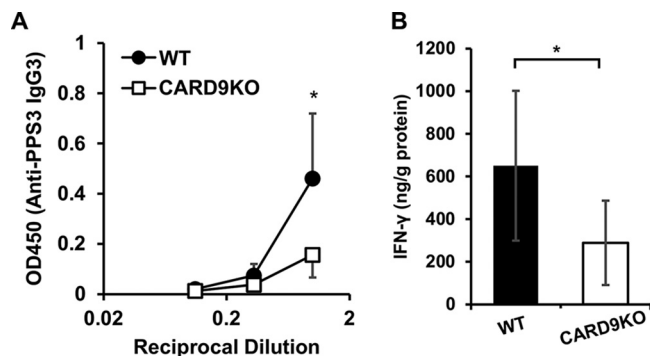 A
WT
CARD9KO
*
OD450 (Anti-PPS3 IgG3)
1
0.8
0.6
0.4
0.2
0
0.02
0.2
2
Reciprocal Dilution
B
*
IFN-γ (ng/g protein)
1200
1000
800
600
400
200
0
WT
CARD9KO